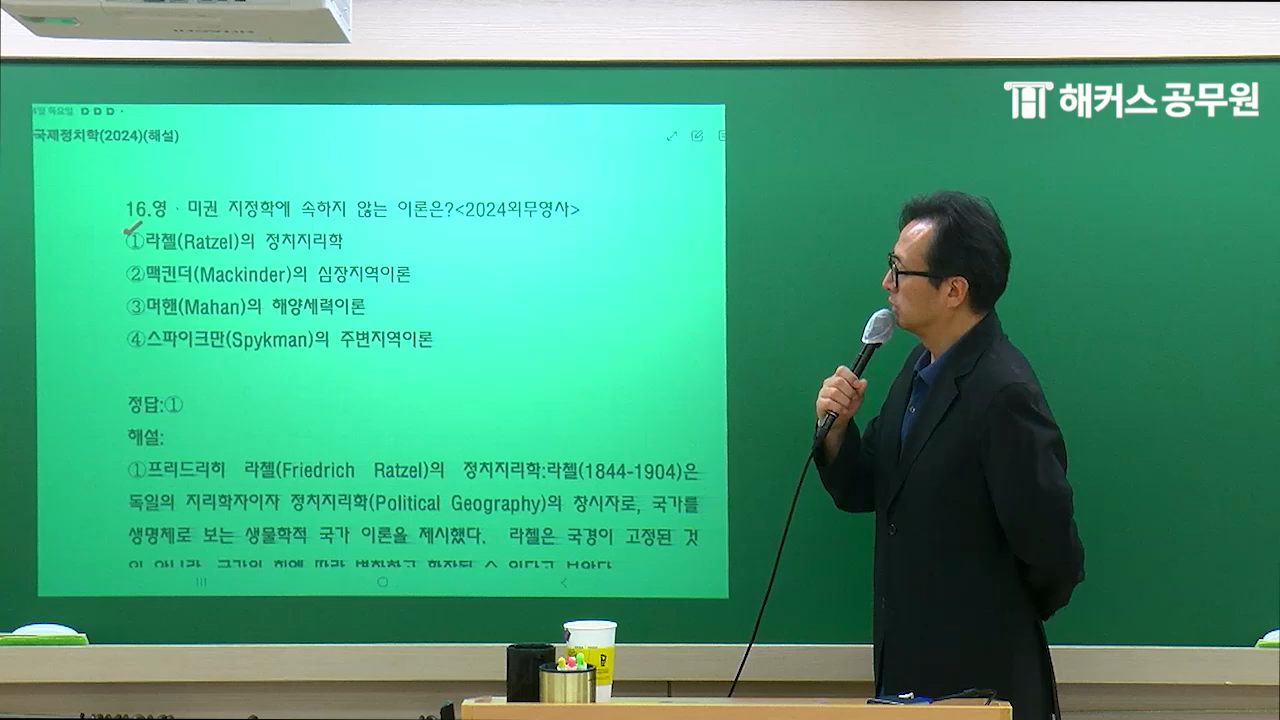 해커스공무원
국제정치학(2024)(해설)
16.영·미권 지정학에 속하지 않는 이론은?<2024외무영사>
①라첼(Ratzel)의 정치지리학
②맥킨더(Mackinder)의 심장지역이론
③머핸(Mahan)의 해양세력이론
④스파이크만(Spykman)의 주변지역이론
정답:①
해설:
①프리드리히 라첼(Friedrich Ratzel)의 정치지리학:라첼(1844-1904)은
독일의 지리학자이자 정치지리학(Political Geography)의 창시자로, 국가를
생명체로 보는 생물학적 국가 이론을 제시했다. 라첼은 국경이 고정된 것